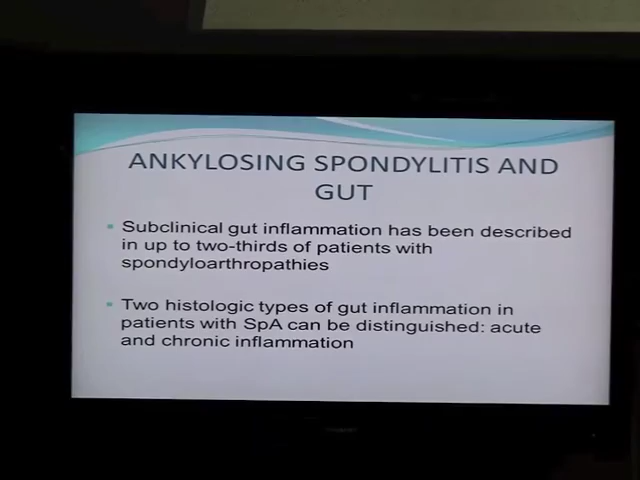 ANKYLOSING SPONDYLITIS AND
GUT
Subclinical gut inflammation has been described
in up to two-thirds of patients with
spondyloarthropathies
Two histologic types of gut inflammation in
patients with SpA can be distinguished: acute
and chronic inflammation